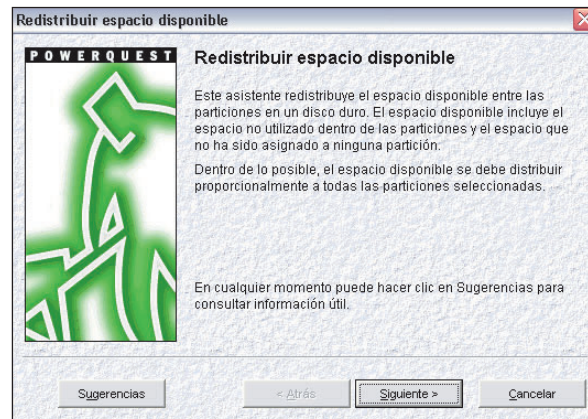 Redistribuir espacio disponible
POWERQUEST
Redistribuir espacio disponible
Este asistente redistribuye el espacio disponible entre las
particiones en un disco duro. El espacio disponible incluye el
espacio no utilizado dentro de las particiones y el espacio que
no ha sido asignado a ninguna partición.
Dentro de lo posible, el espacio disponible se debe distribuir
proporcionalmente a todas las particiones seleccionadas.
En cualquier momento puede hacer clic en Sugerencias para
consultar información útil.
Sugerencias
< Atrás
Siguiente >
Cancelar